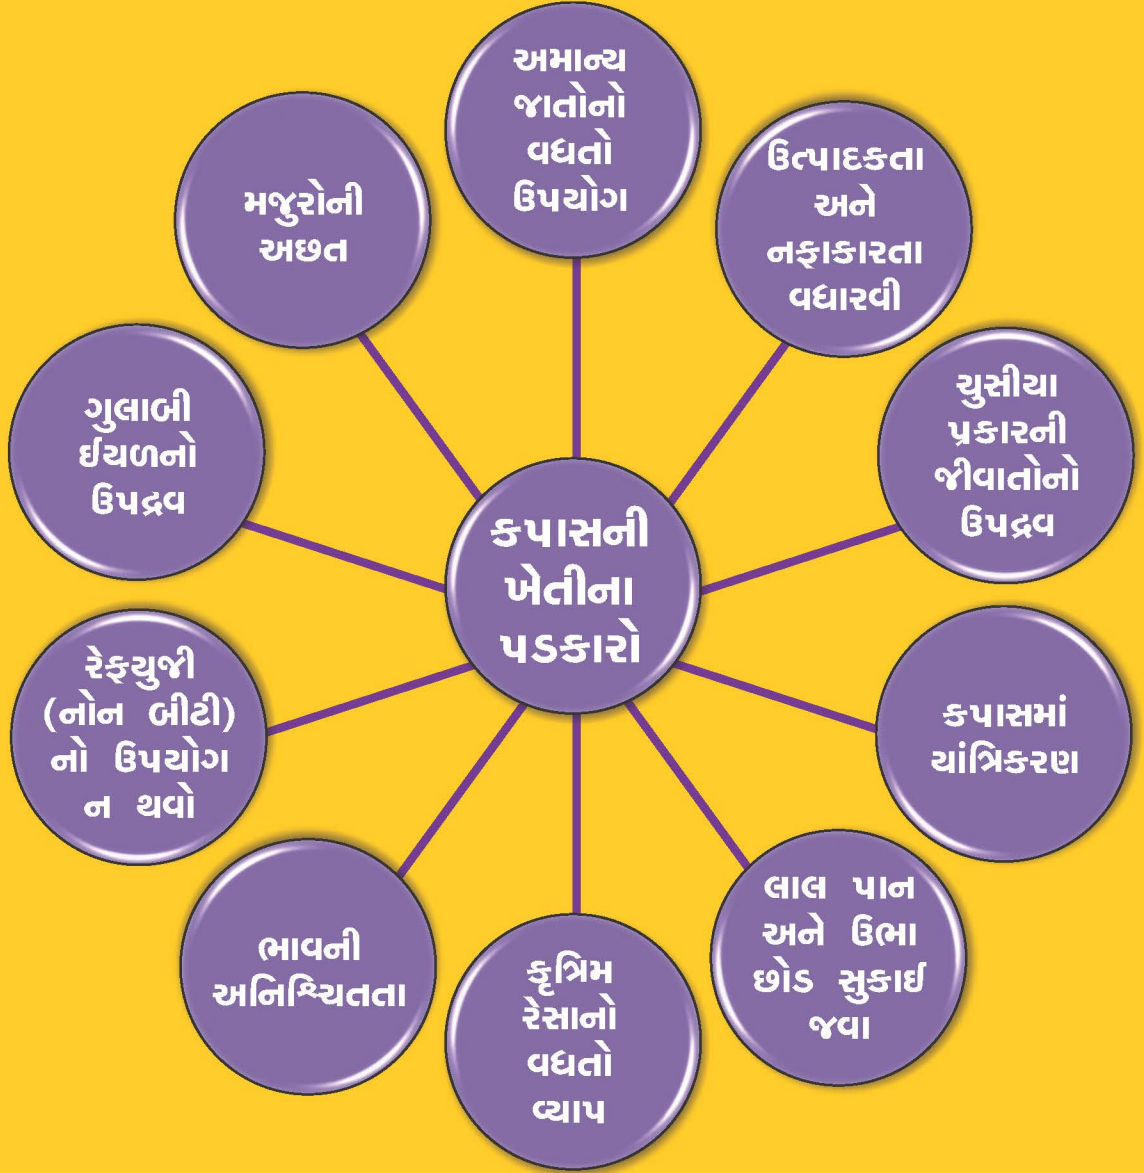 કપાસની
ખેતીના
પડકારો
અમાન્ય
જાતોનો
વધતો
ઉપયોગ
ઉત્પાદકતા
અને
નફાકારતા
વધારવી
ચુસીયા
પ્રકારની
જીવાતોનો
ઉપદ્રવ
કપાસમાં
યાંત્રિકરણ
લાલ પાન
અને ઉભા
છોડ સુકાઈ
જવા
કૃત્રિમ
રેસાનો
વધતો
વ્યાપ
ભાવની
અનિશ્ચિતતા
રેફયુજી
(નોન બીટી)
નો ઉપયોગ
ન થવો
ગુલાબી
ઈયળનો
ઉપદ્રવ
મજુરોની
અછત